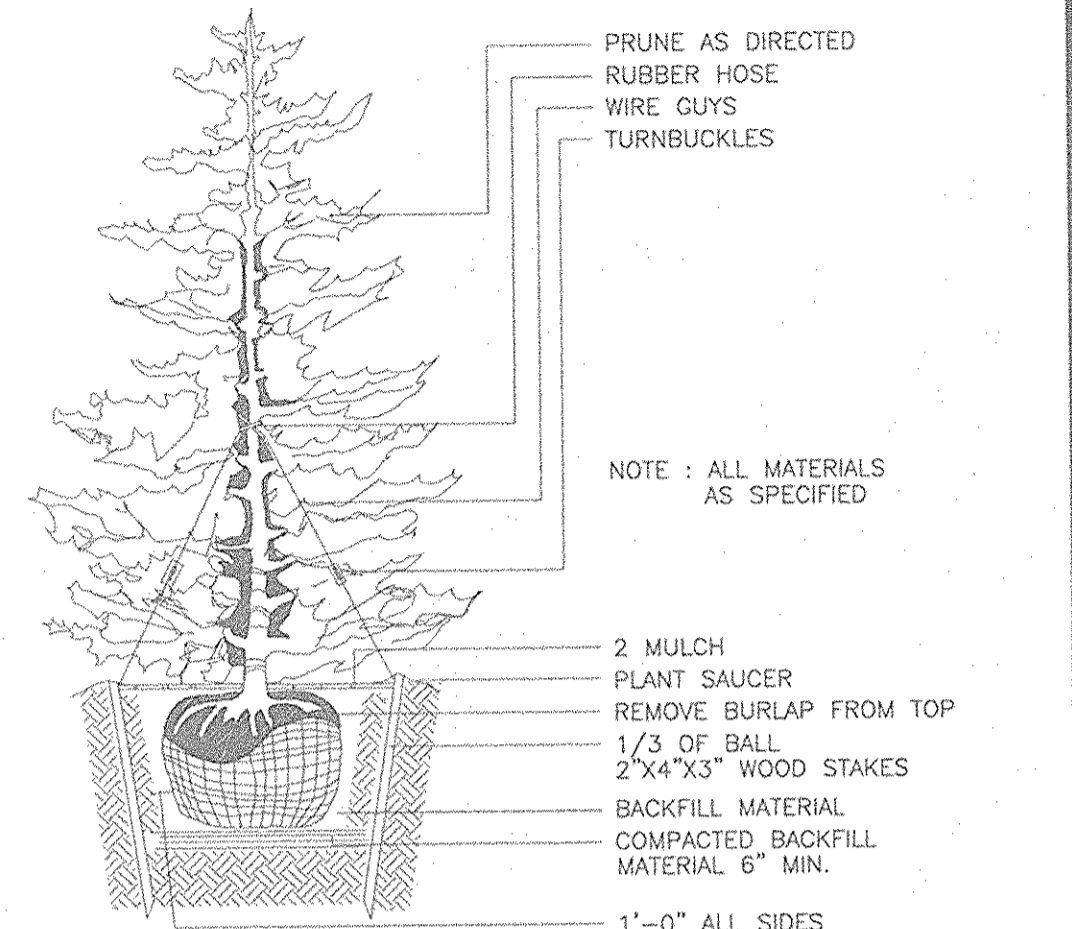 PRUNE AS DIRECTED
RUBBER HOSE
WIRE GUYS
TURNBUCKLES
NOTE : ALL MATERIALS
AS SPECIFIED
2 MULCH
PLANT SAUCER
REMOVE BURLAP FROM TOP
1/3 OF BALL
2"X4"X3" WOOD STAKES
BACKFILL MATERIAL
COMPACTED BACKFILL
MATERIAL 6" MIN.
1'-0" ALL SIDES